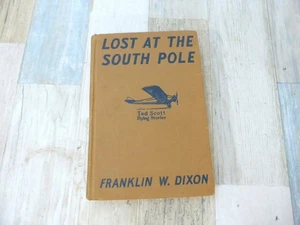 LOST AT THE
SOUTH POLE
Ted Scott
Flying Stories
FRANKLIN W. DIXON